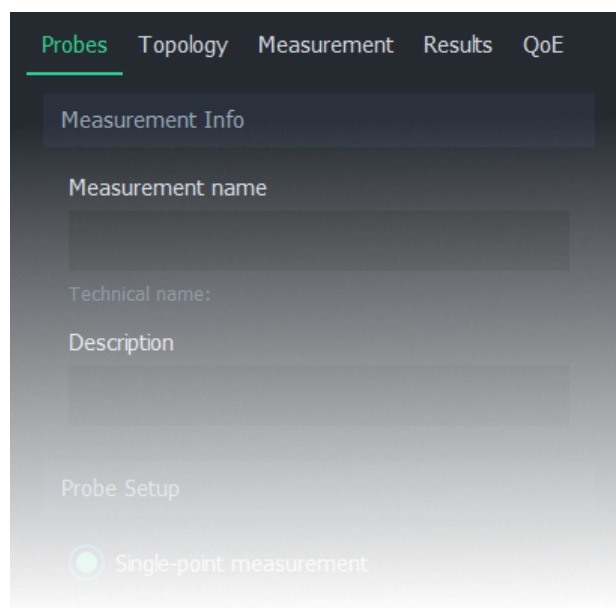 Probes Topology Measurement Results QoE
Measurement Info
Measurement name
Technical name:
Description
Probe Setup
Single-point measurement